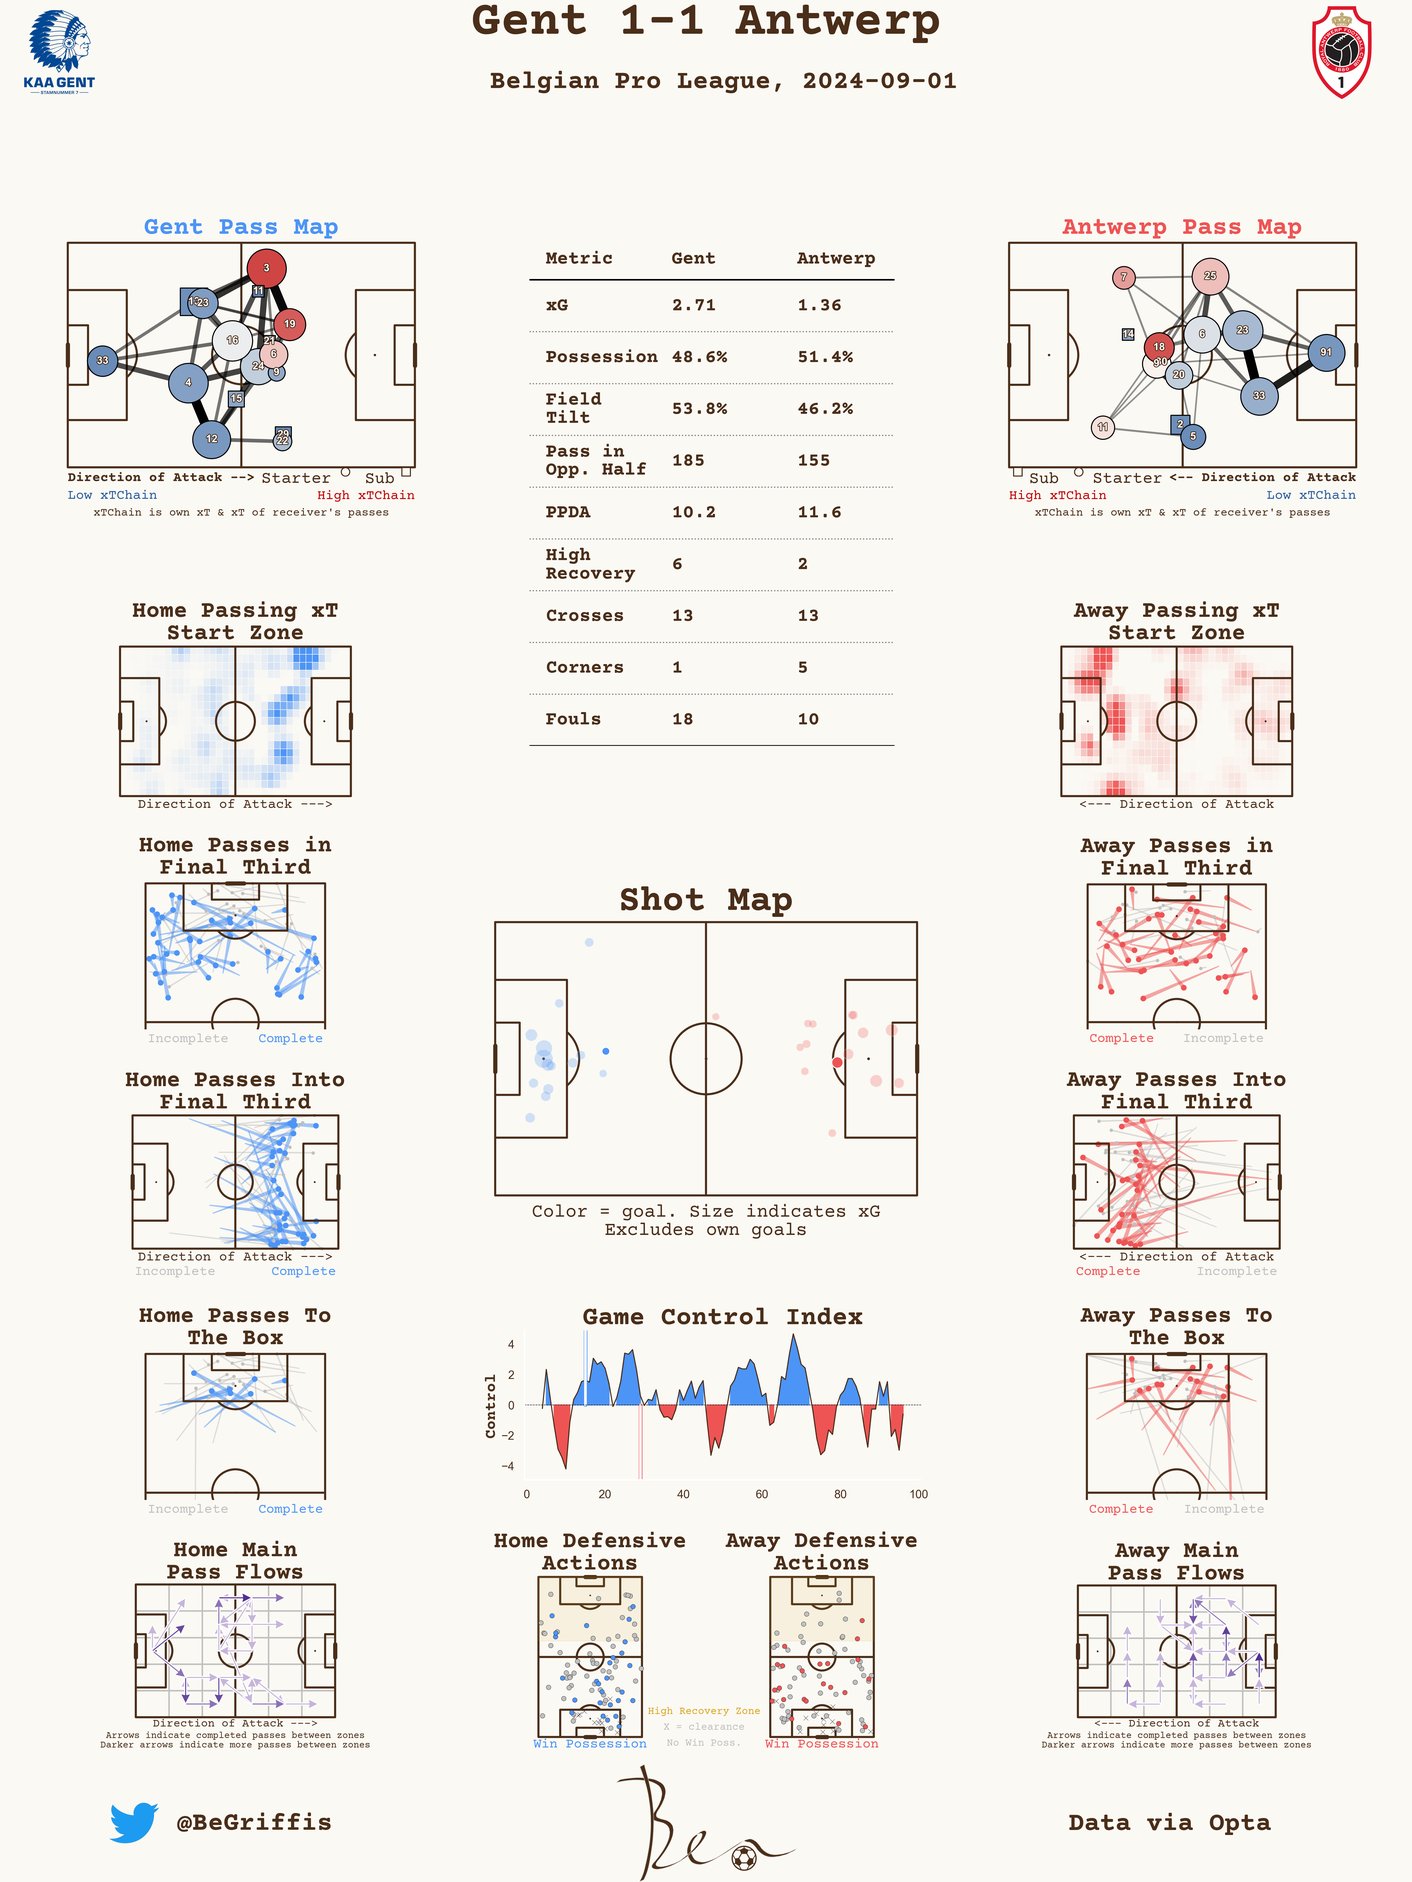 Gent 1-1 Antwerp
Belgian Pro League, 2024-09-01
KAA GENT
STAMNUMMER 7
1
Gent Pass Map
3
11
23
19
16
21
6
33
24
9
4
15
12
29
22
Direction of Attack --> Starter Sub
Low xTChain High xTChain
xTChain is own xT & xT of receiver's passes
Metric Gent Antwerp
xG 2.71 1.36
Possession 48.6% 51.4%
Field
Tilt 53.8% 46.2%
Pass in
Opp. Half 185 155
PPDA 10.2 11.6
High
Recovery 6 2
Crosses 13 13
Corners 1 5
Fouls 18 10
Antwerp Pass Map
7
25
14
6
23
18
91
20
33
11
2
5
Sub Starter <-- Direction of Attack
High xTChain Low xTChain
xTChain is own xT & xT of receiver's passes
Home Passing xT
Start Zone
Direction of Attack --->
Away Passing xT
Start Zone
<--- Direction of Attack
Home Passes in
Final Third
Incomplete Complete
Away Passes in
Final Third
Complete Incomplete
Shot Map
Color = goal. Size indicates xG
Excludes own goals
Home Passes Into
Final Third
Direction of Attack --->
Incomplete Complete
Away Passes Into
Final Third
<--- Direction of Attack
Complete Incomplete
Home Passes To
The Box
Incomplete Complete
Game Control Index
Control
4
2
0
−2
−4
0 20 40 60 80 100
Away Passes To
The Box
Complete Incomplete
Home Main
Pass Flows
Direction of Attack --->
Arrows indicate completed passes between zones
Darker arrows indicate more passes between zones
Home Defensive
Actions
Win Possession
Away Defensive
Actions
Win Possession
High Recovery Zone
X = clearance
No Win Poss.
Away Main
Pass Flows
<--- Direction of Attack
Arrows indicate completed passes between zones
Darker arrows indicate more passes between zones
@BeGriffis
Ben
Data via Opta